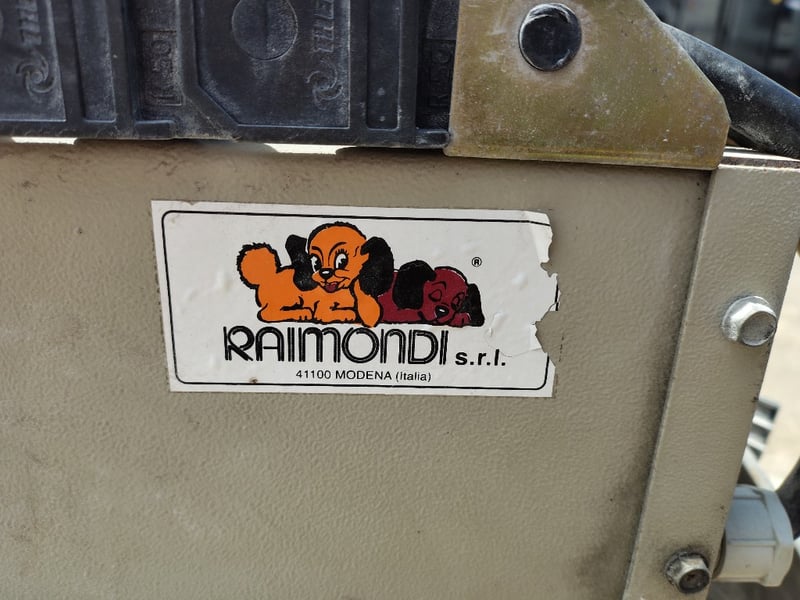 RAIMONDI s.r.l.
®
41100 MODENA (Italia)